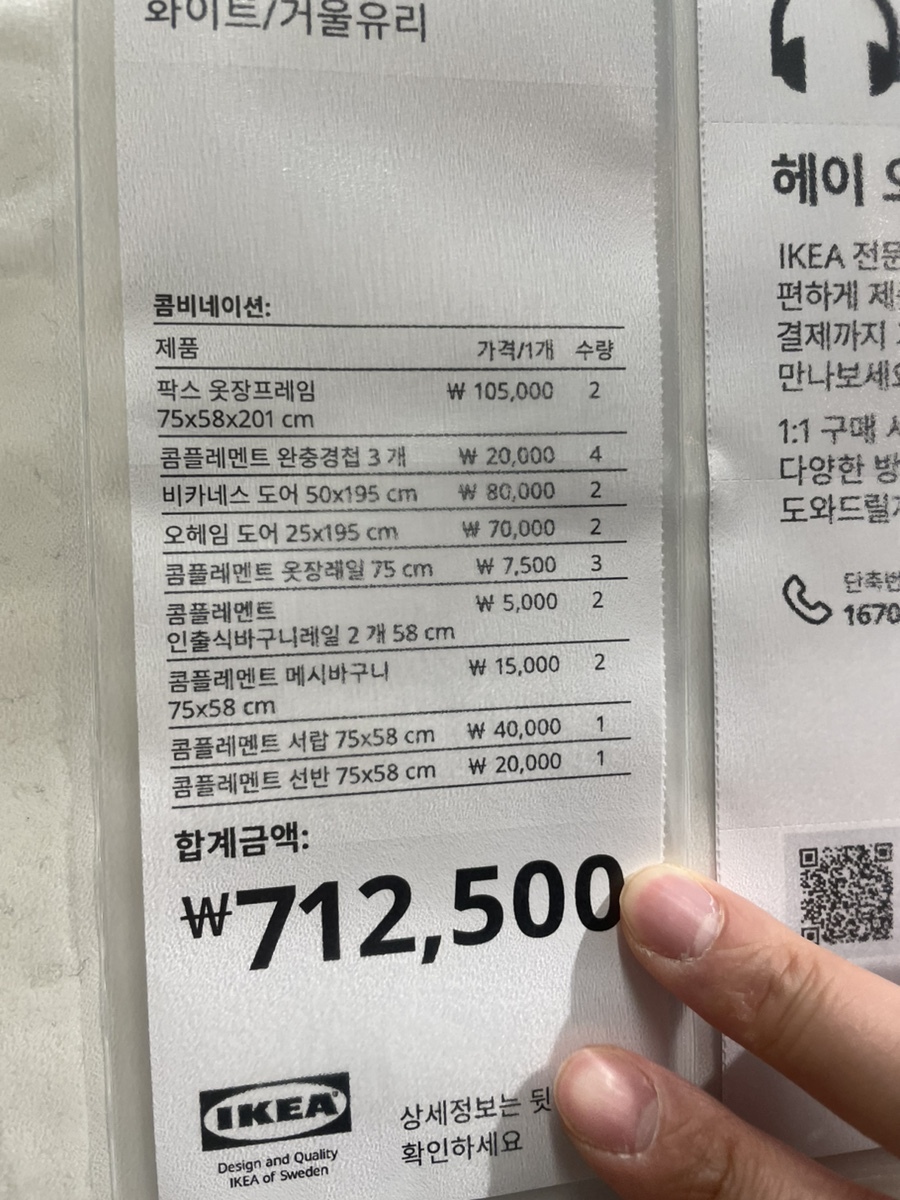 화이트/거울유리
콤비네이션:
제품 가격/1개 수량
팍스 옷장프레임 ₩ 105,000 2
75x58x201 cm
콤플레멘트 완충경첩 3 개 ₩ 20,000 4
비카네스 도어 50x195 cm ₩ 80,000 2
오헤임 도어 25x195 cm ₩ 70,000 2
콤플레멘트 옷장래일 75 cm ₩ 7,500 3
콤플레멘트 ₩ 5,000 2
인출식바구니레일 2 개 58 cm
콤플레멘트 메시바구니 ₩ 15,000 2
75x58 cm
콤플레멘트 서랍 75x58 cm ₩ 40,000 1
콤플레멘트 선반 75x58 cm ₩ 20,000 1
합계금액:
₩712,500
IKEA
Design and Quality
IKEA of Sweden
상세정보는 뒷
확인하세요
헤이
IKEA 전문
편하게
결제까지
만나보세요
1:1 구매
다양한
도와드릴
단축번
1670